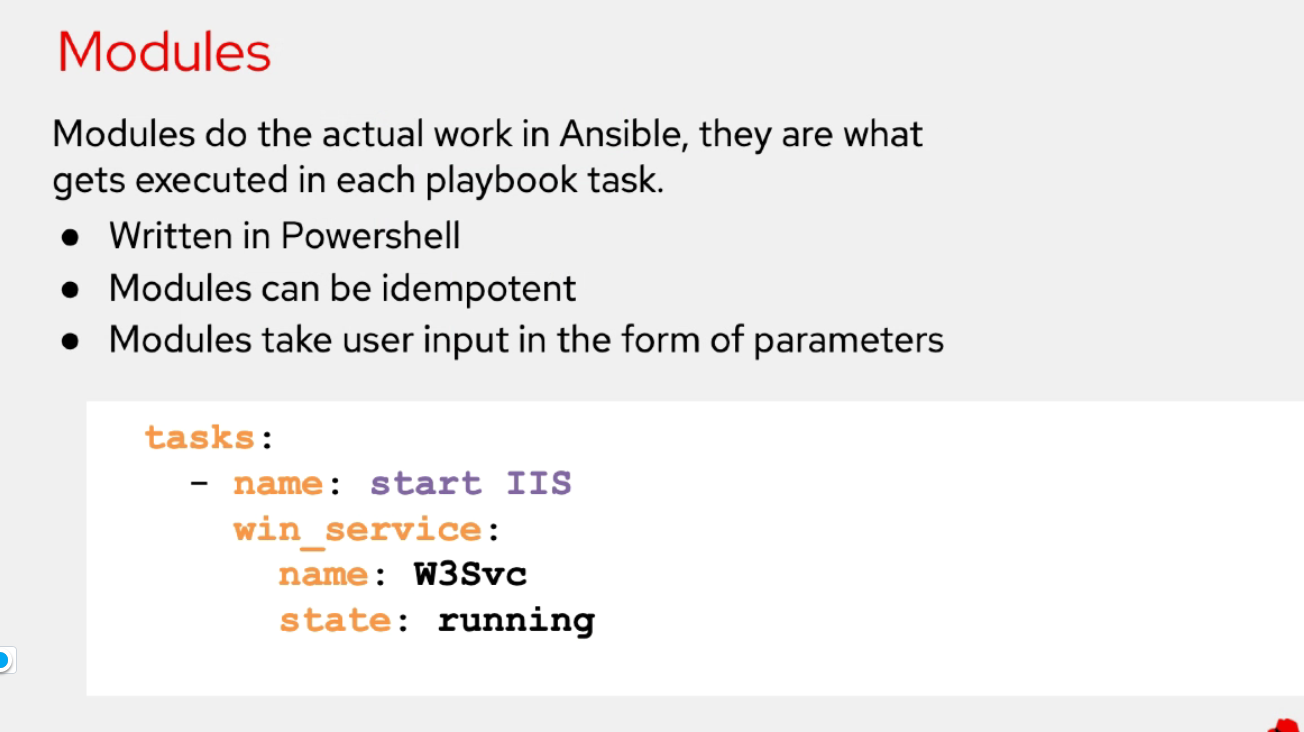 Modules
Modules do the actual work in Ansible, they are what
gets executed in each playbook task.
● Written in Powershell
● Modules can be idempotent
● Modules take user input in the form of parameters
tasks:
- name: start IIS
win_service:
name: W3Svc
state: running